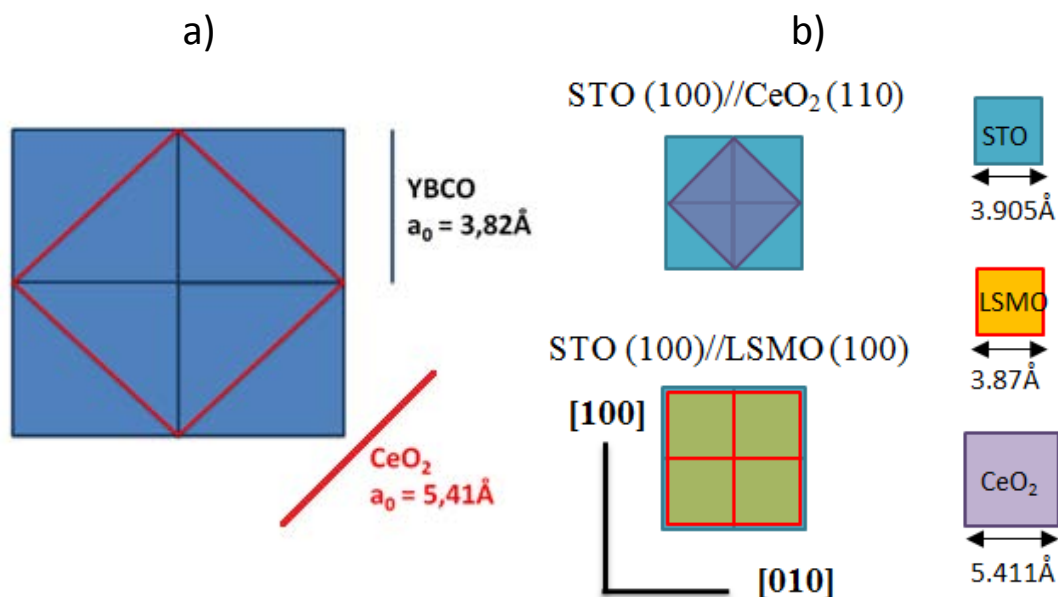 a)
YBCO
a₀ = 3,82Å
CeO₂
a₀ = 5,41Å
b)
STO (100)//CeO₂ (110)
STO (100)//LSMO (100)
[100]
[010]
STO
3.905Å
LSMO
3.87Å
CeO₂
5.411Å